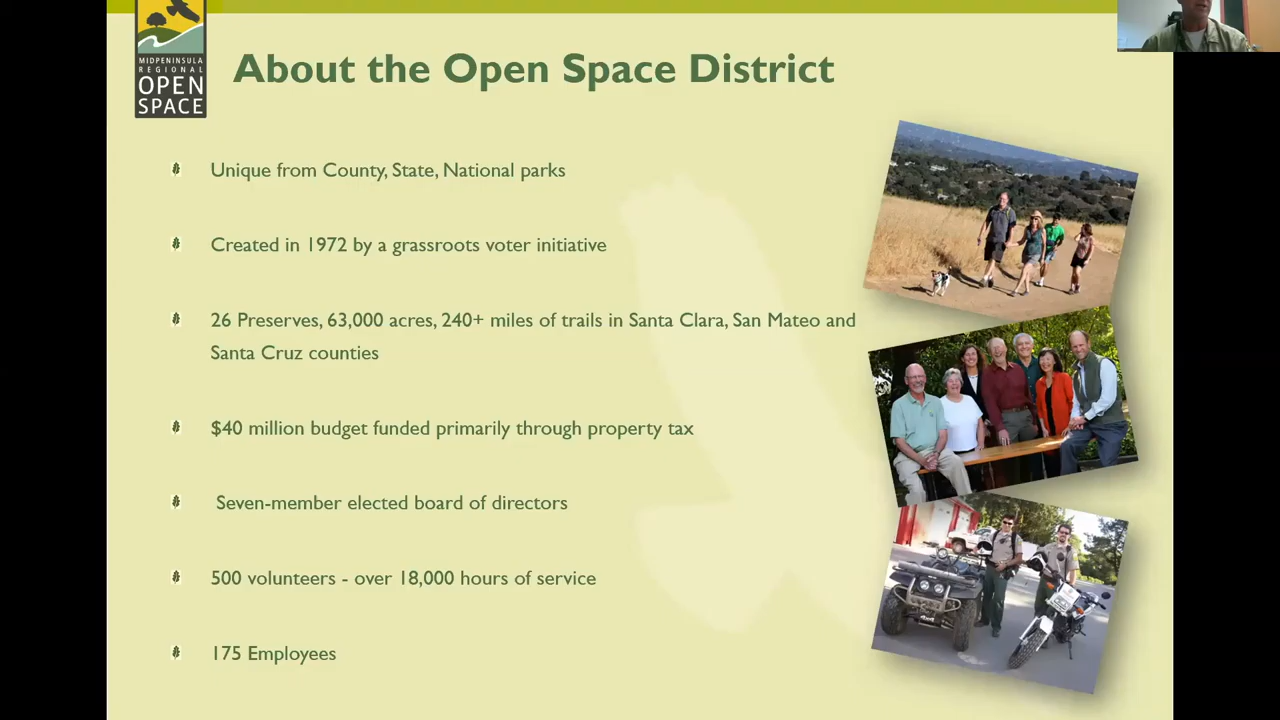 MIDPENINSULA
REGIONAL
OPEN
SPACE
About the Open Space District
Unique from County, State, National parks
Created in 1972 by a grassroots voter initiative
26 Preserves, 63,000 acres, 240+ miles of trails in Santa Clara, San Mateo and
Santa Cruz counties
$40 million budget funded primarily through property tax
Seven-member elected board of directors
500 volunteers - over 18,000 hours of service
175 Employees